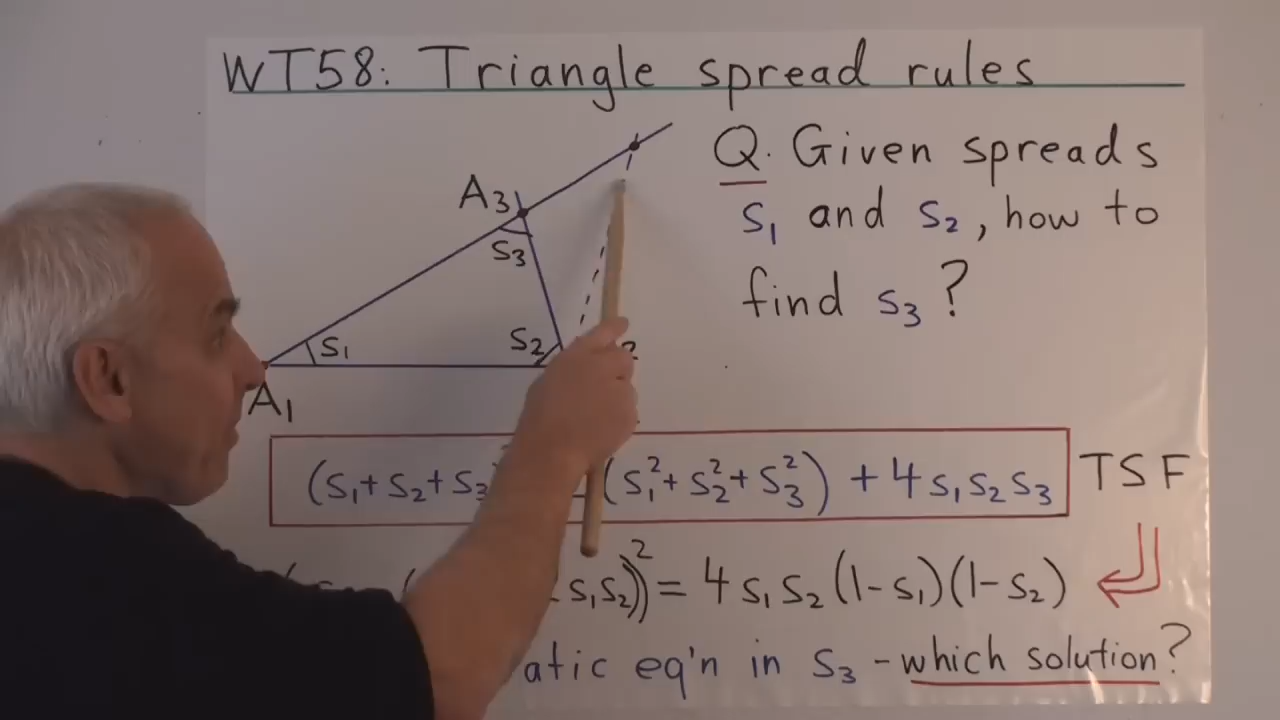 WT58: Triangle spread rules
A₃
S₃
S₁
S₂
A₁
Q. Given spreads
S₁ and S₂, how to
find S₃?
(S₁+S₂+S₃ (S₁²+S₂²+S₃²) + 4S₁S₂S₃ TSF
S₁S₂))² = 4S₁S₂(1-S₁)(1-S₂)
eq'n in S₃ - which solution?